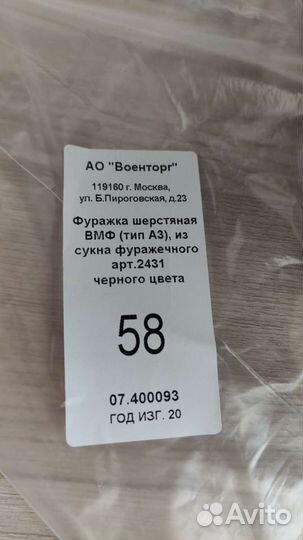 АО "Военторг"
119160 г. Москва,
ул. Б.Пироговская, д.23
Фуражка шерстяная
ВМФ (тип А3), из
сукна фуражечного
арт.2431
черного цвета
58
07.400093
ГОД ИЗГ. 20
Avito